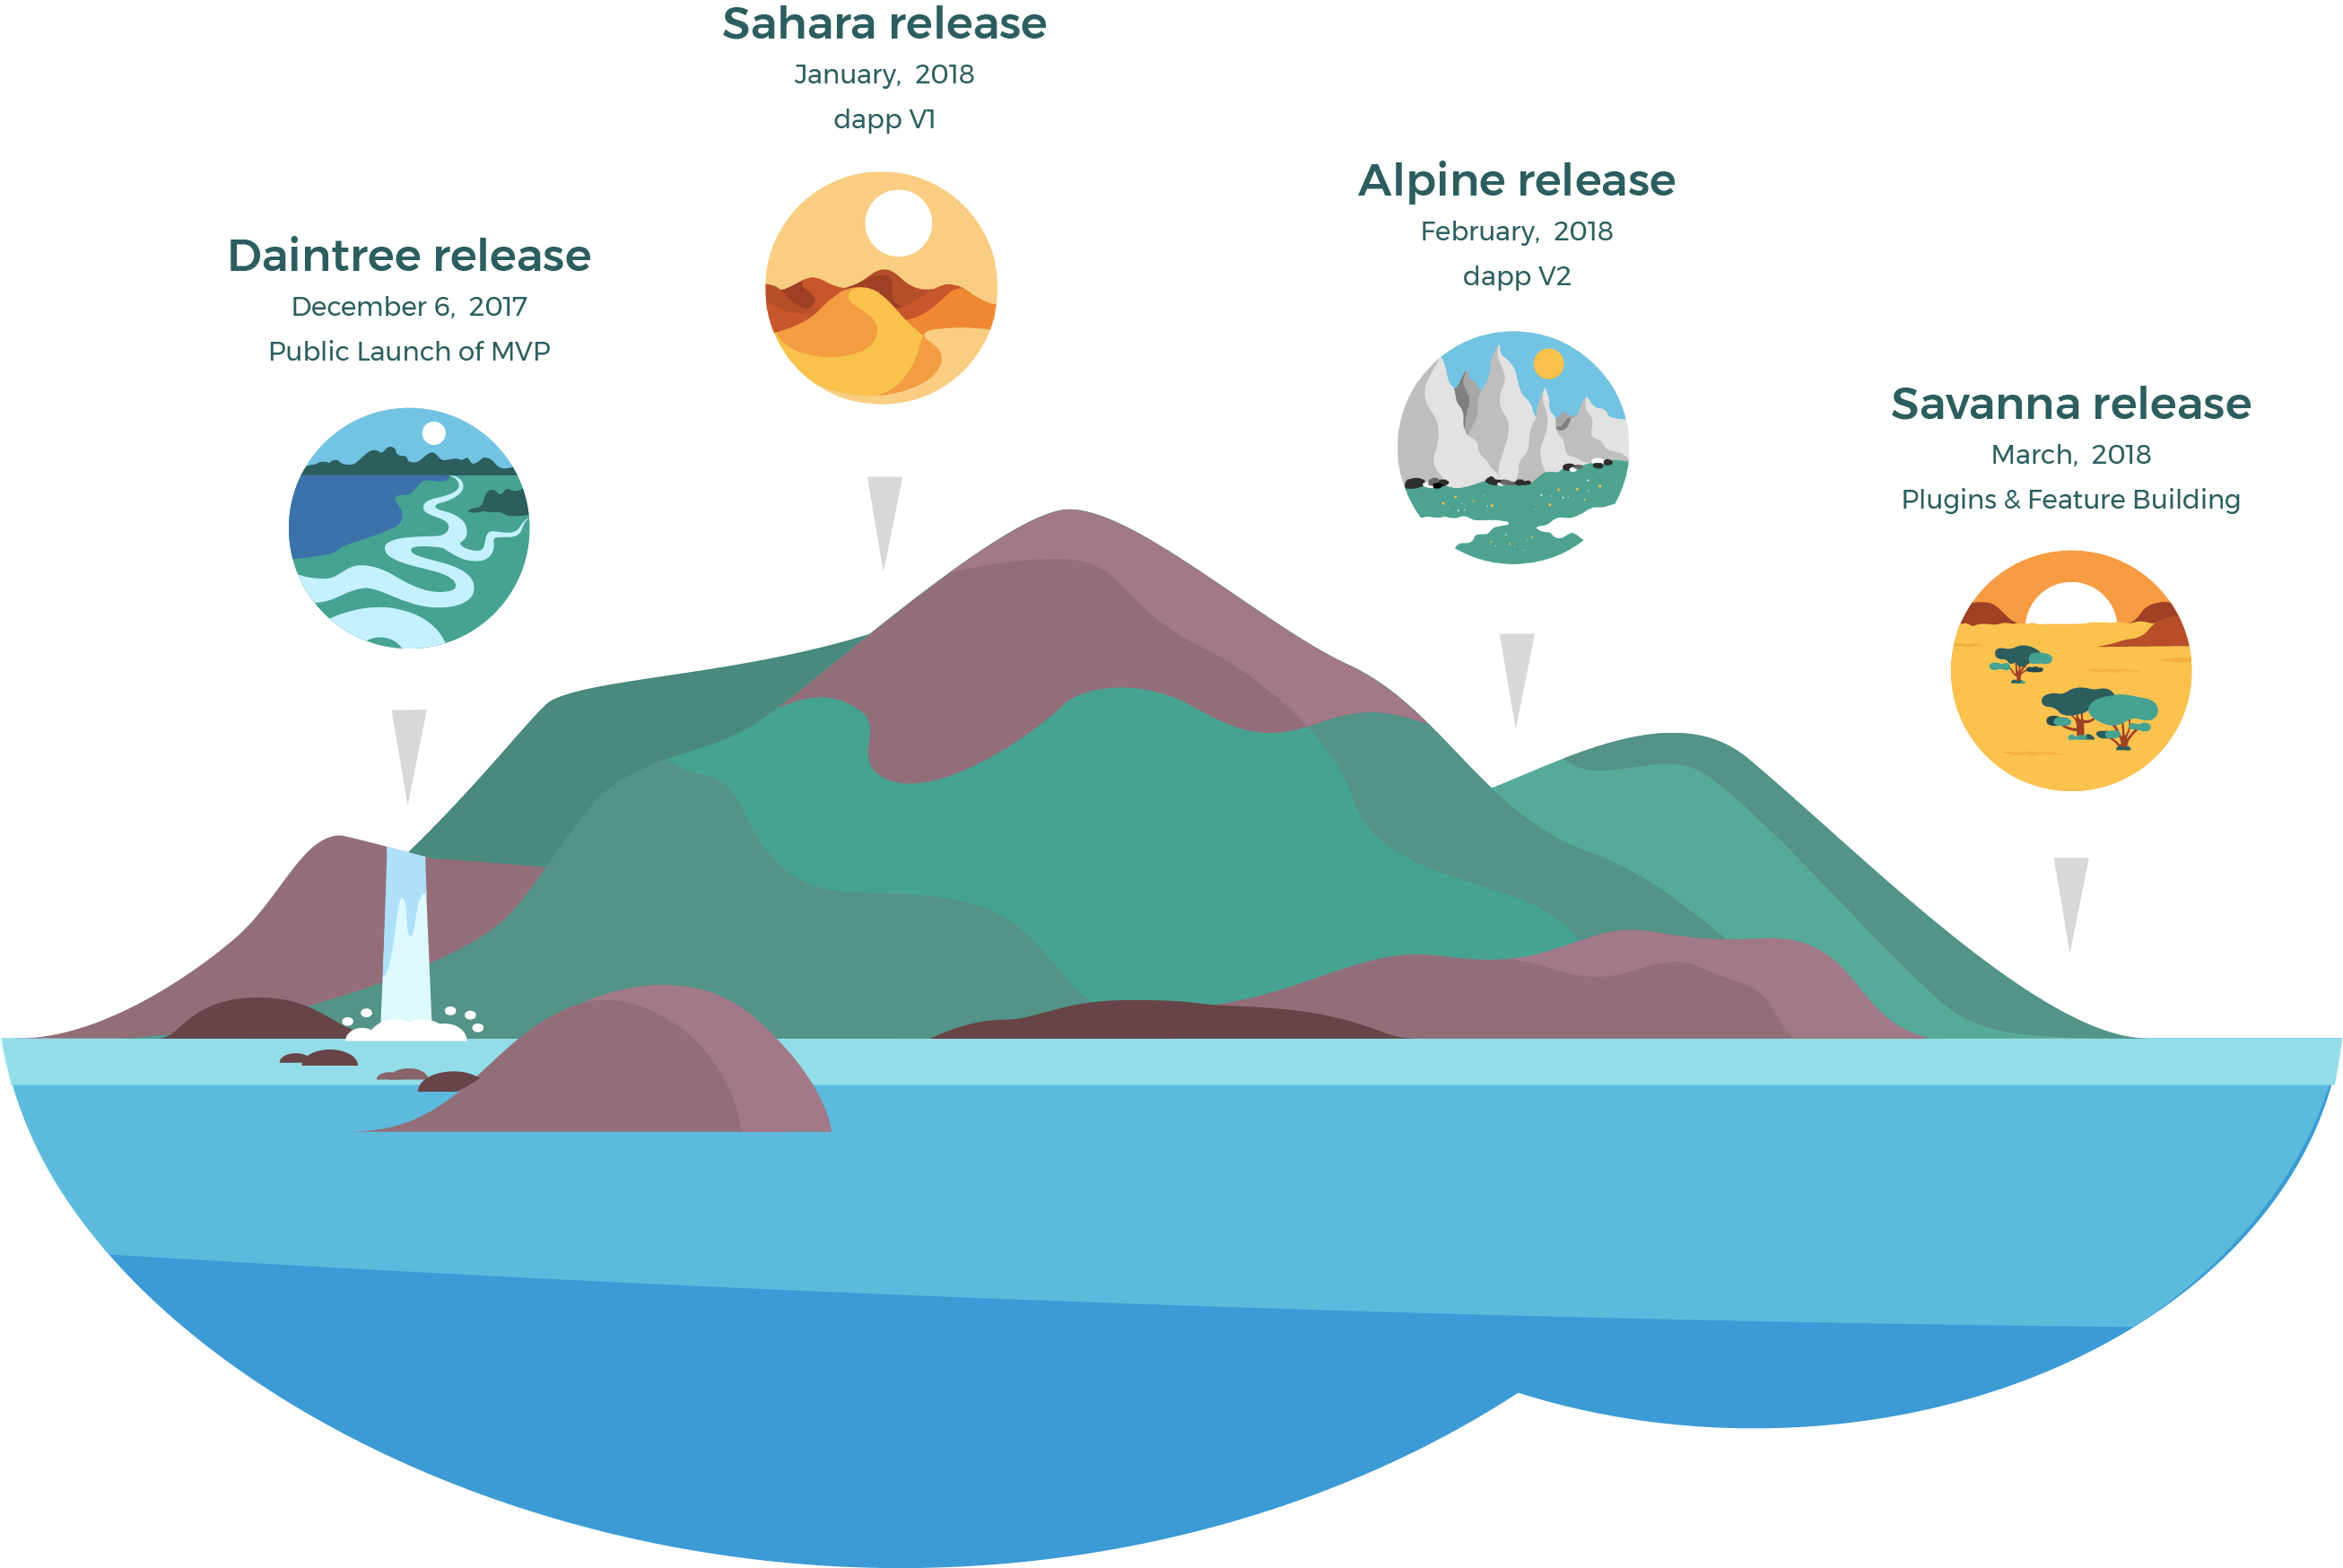 Sahara release
January, 2018
dapp V1
Alpine release
February, 2018
dapp V2
Daintree release
December 6, 2017
Public Launch of MVP
Savanna release
March, 2018
Plugins & Feature Building